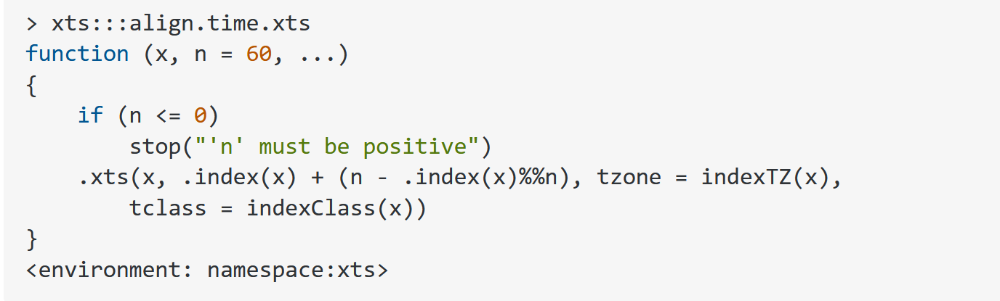 > xts:::align.time.xts
function (x, n = 60, ...)
{
    if (n <= 0)
        stop("'n' must be positive")
    .xts(x, .index(x) + (n - .index(x)%%n), tzone = indexTZ(x),
        tclass = indexClass(x))
}
<environment: namespace:xts>